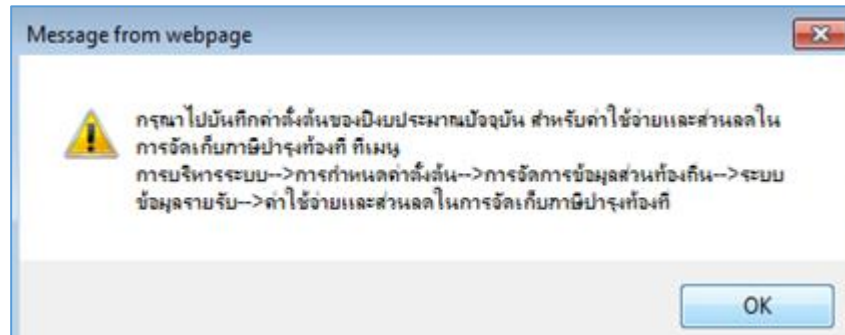 Message from webpage
กรุณาไปบันทึกค่าตั้งต้นของปีงบประมาณปัจจุบัน สำหรับค่าใช้จ่ายและส่วนลดใน
การจัดเก็บภาษีบำรุงท้องที่ ที่เมนู
การบริหารระบบ-->การกำหนดค่าตั้งต้น-->การจัดการข้อมูลส่วนท้องถิ่น-->ระบบ
ข้อมูลรายรับ-->ค่าใช้จ่ายและส่วนลดในการจัดเก็บภาษีบำรุงท้องที่
OK